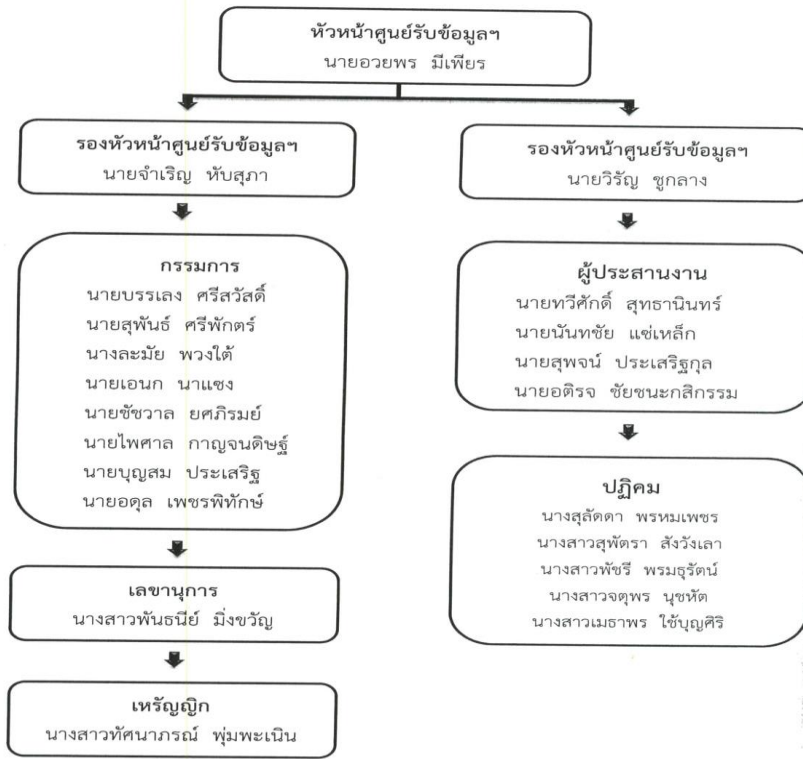 หัวหน้าศูนย์รับข้อมูลฯ
นายอวยพร มีเพียร
รองหัวหน้าศูนย์รับข้อมูลฯ
นายจำเริญ หับสุภา
กรรมการ
นายบรรเลง ศรีสวัสดิ์
นายสุพันธ์ ศรีพักตร์
นางละมัย พวงใต้
นายเอนก นาแซง
นายชัชวาล ยศภิรมย์
นายไพศาล กาญจนดิษฐ์
นายบุญสม ประเสริฐ
นายอดุล เพชรพิทักษ์
เลขานุการ
นางสาวพันธนีย์ มิ่งขวัญ
เหรัญญิก
นางสาวทัศนาภรณ์ พุ่มพะเนิน
รองหัวหน้าศูนย์รับข้อมูลฯ
นายวิรัญ ชูกลาง
ผู้ประสานงาน
นายทวีศักดิ์ สุทธานินทร์
นายนันทชัย แซ่เหล็ก
นายสุพจน์ ประเสริฐกุล
นายอติรจ ชัยชนะกสิกรรม
ปฏิคม
นางสุลัดดา พรหมเพชร
นางสาวสุพัตรา สังวังเลา
นางสาวพัชรี พรมธุรัตน์
นางสาวจตุพร นุชหัต
นางสาวเมธาพร ใช้บุญศิริ